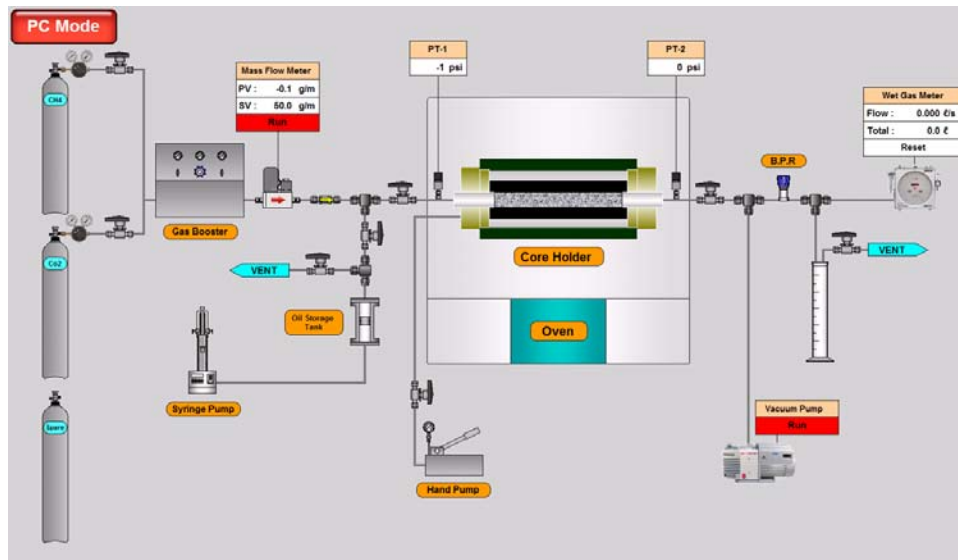 PC Mode
PT-1
-1 psi
PT-2
0 psi
Mass Flow Meter
PV : -0.1 g/m
SV : 50.0 g/m
Run
Wet Gas Meter
Flow : 0.000 ℓ/s
Total : 0.0 ℓ
Reset
CH4
B.P.R
Gas Booster
Co2
VENT
Core Holder
VENT
Oil Storage
Tank
Oven
Syringe Pump
Spare
Vacuum Pump
Run
Hand Pump